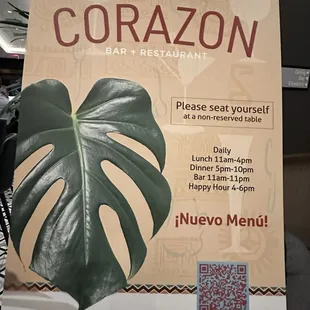 CORAZON
BAR + RESTAURANT
Please seat yourself
at a non-reserved table
Daily
Lunch 11am-4pm
Dinner 5pm-10pm
Bar 11am-11pm
Happy Hour 4-6pm
¡Nuevo Menú!